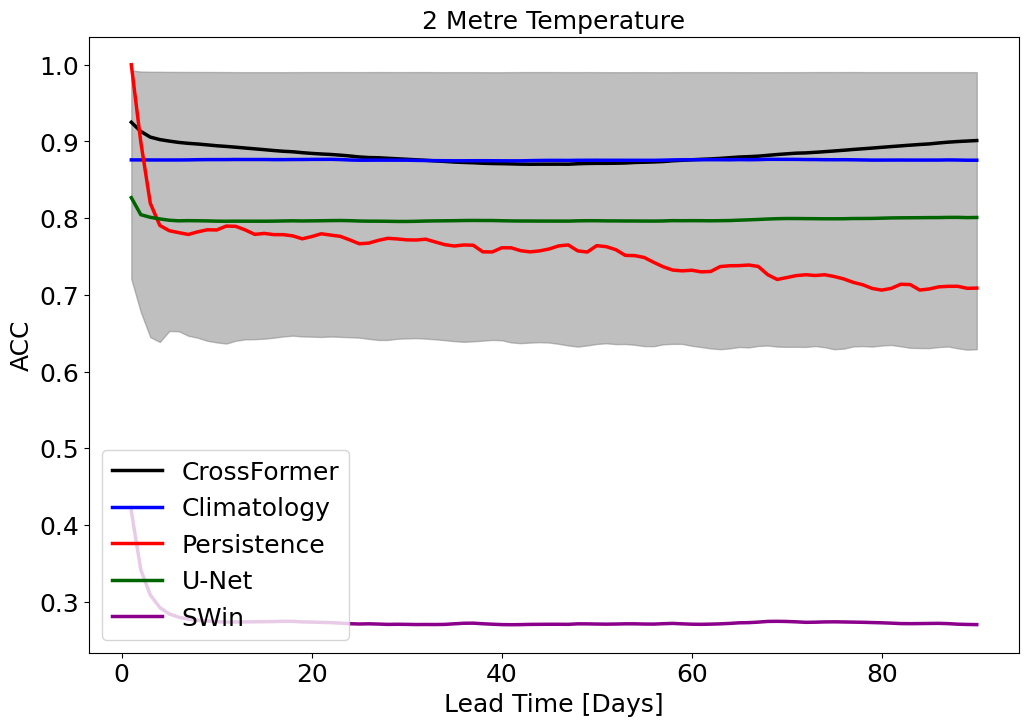 2 Metre Temperature
ACC
1.0
0.9
0.8
0.7
0.6
0.5
0.4
0.3
CrossFormer
Climatology
Persistence
U-Net
SWin
0 20 40 60 80
Lead Time [Days]